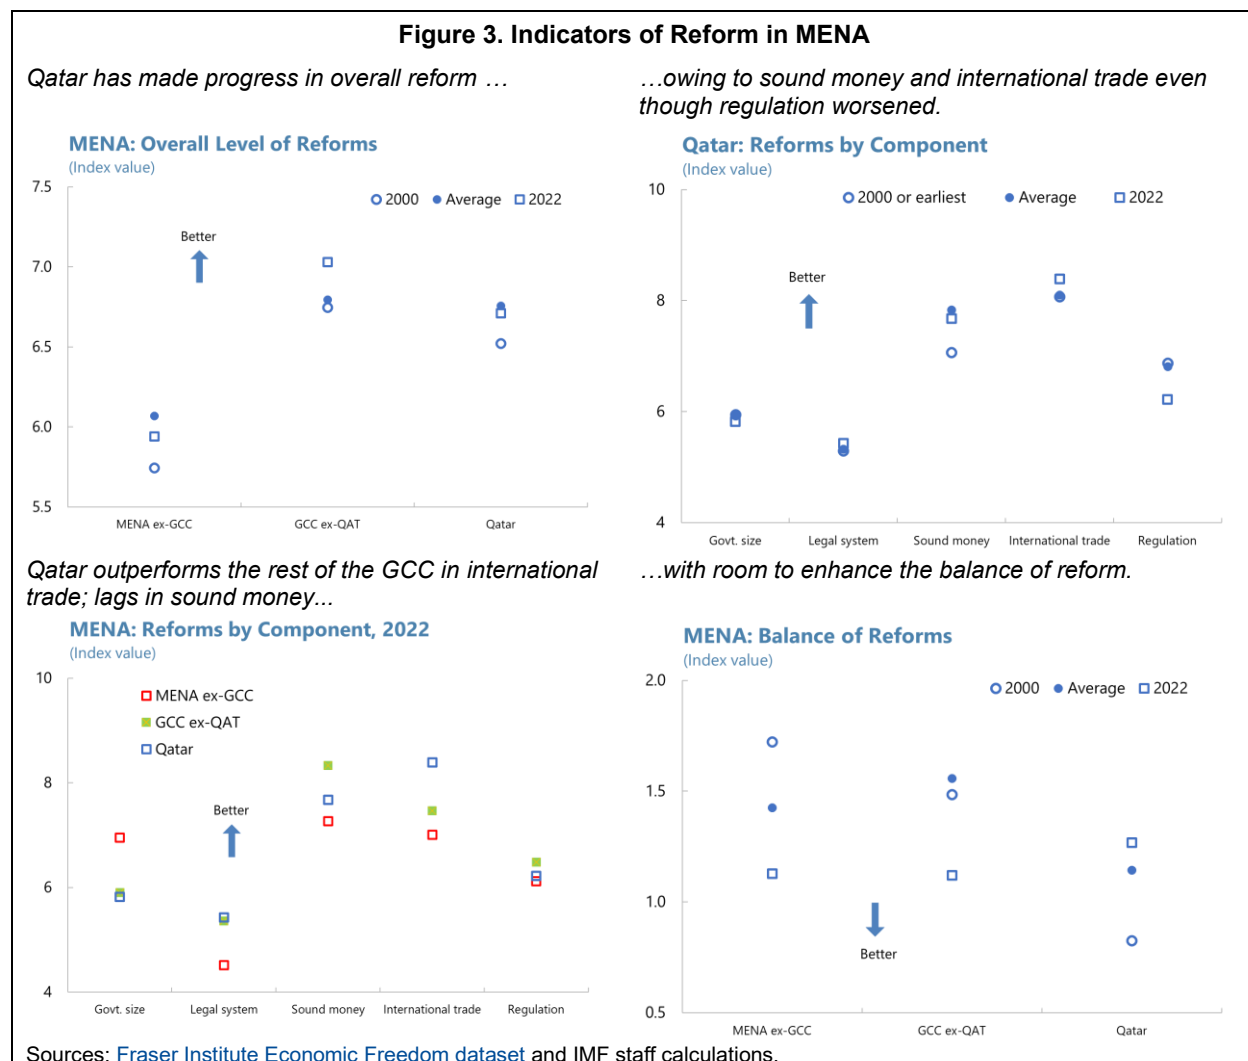 Figure 3. Indicators of Reform in MENA
Qatar has made progress in overall reform …
…owing to sound money and international trade even
though regulation worsened.
MENA: Overall Level of Reforms
(Index value)
7.5
2000 Average 2022
Better
7.0
6.5
6.0
5.5
MENA ex-GCC GCC ex-QAT Qatar
Qatar: Reforms by Component
(Index value)
10
2000 or earliest Average 2022
Better
8
6
4
Govt. size Legal system Sound money International trade Regulation
Qatar outperforms the rest of the GCC in international
trade; lags in sound money...
…with room to enhance the balance of reform.
MENA: Reforms by Component, 2022
(Index value)
10
MENA ex-GCC
GCC ex-QAT
Qatar
8
Better
6
4
Govt. size Legal system Sound money International trade Regulation
MENA: Balance of Reforms
(Index value)
2.0
2000 Average 2022
1.5
1.0
Better
0.5
MENA ex-GCC GCC ex-QAT Qatar
Sources: Fraser Institute Economic Freedom dataset and IMF staff calculations.